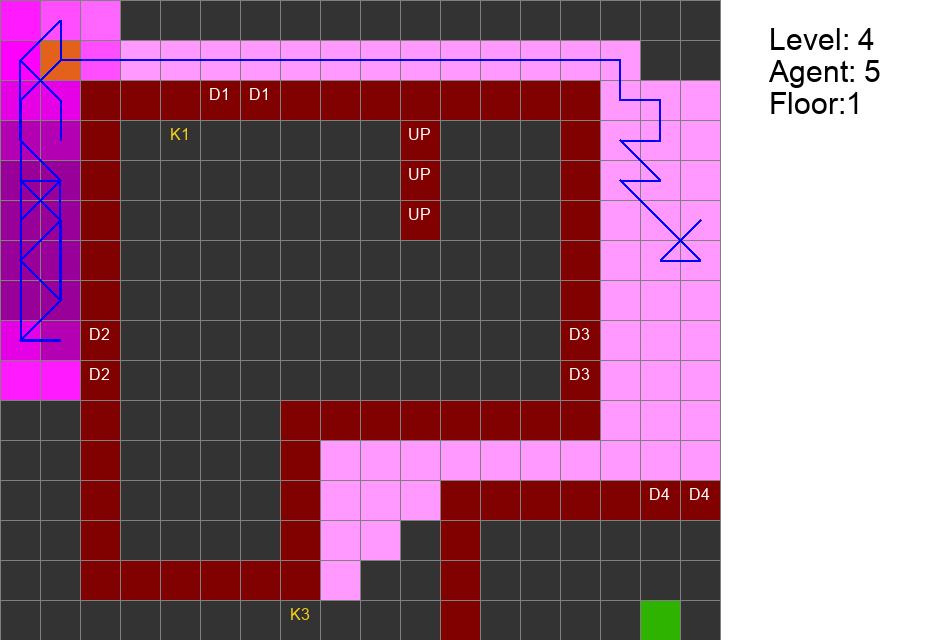 Level: 4
Agent: 5
Floor:1
D1 D1
K1 UP
UP
UP
D2 D3
D2 D3
D4 D4
K3